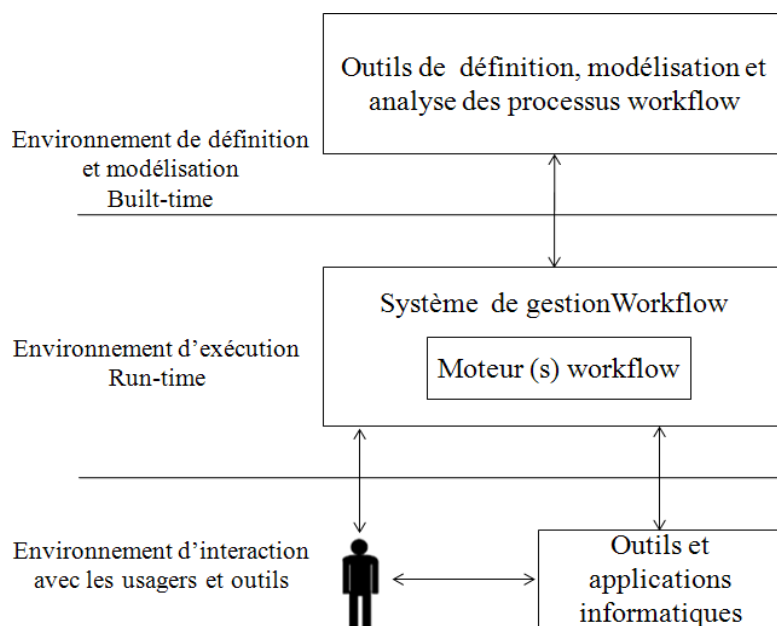 Outils de définition, modélisation et
analyse des processus workflow
Environnement de définition
et modélisation
Built-time
Système de gestionWorkflow
Environnement d’exécution
Run-time
Moteur (s) workflow
Environnement d’interaction
avec les usagers et outils
Outils et
applications
informatiques